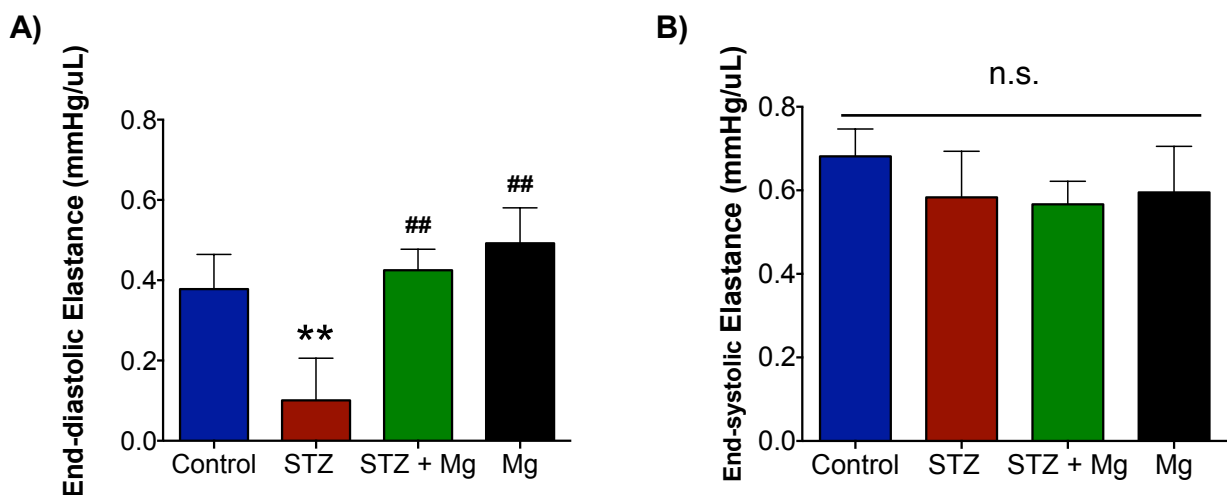 A)
End-diastolic Elastance (mmHg/uL)
0.8
0.6
0.4
0.2
0.0
**
##
##
Control STZ STZ + Mg Mg
B)
End-systolic Elastance (mmHg/uL)
n.s.
0.8
0.6
0.4
0.2
0.0
Control STZ STZ + Mg Mg